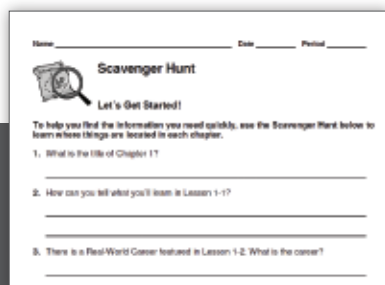 Name Date Period
Scavenger Hunt
Let's Get Started!
To help you find the information you need quickly, use the Scavenger Hunt below to
learn where things are located in each chapter.
1. What is the title of Chapter 1?
2. How can you tell what you'll learn in Lesson 1-1?
3. There is a Real-World Career featured in Lesson 1-2. What is the career?